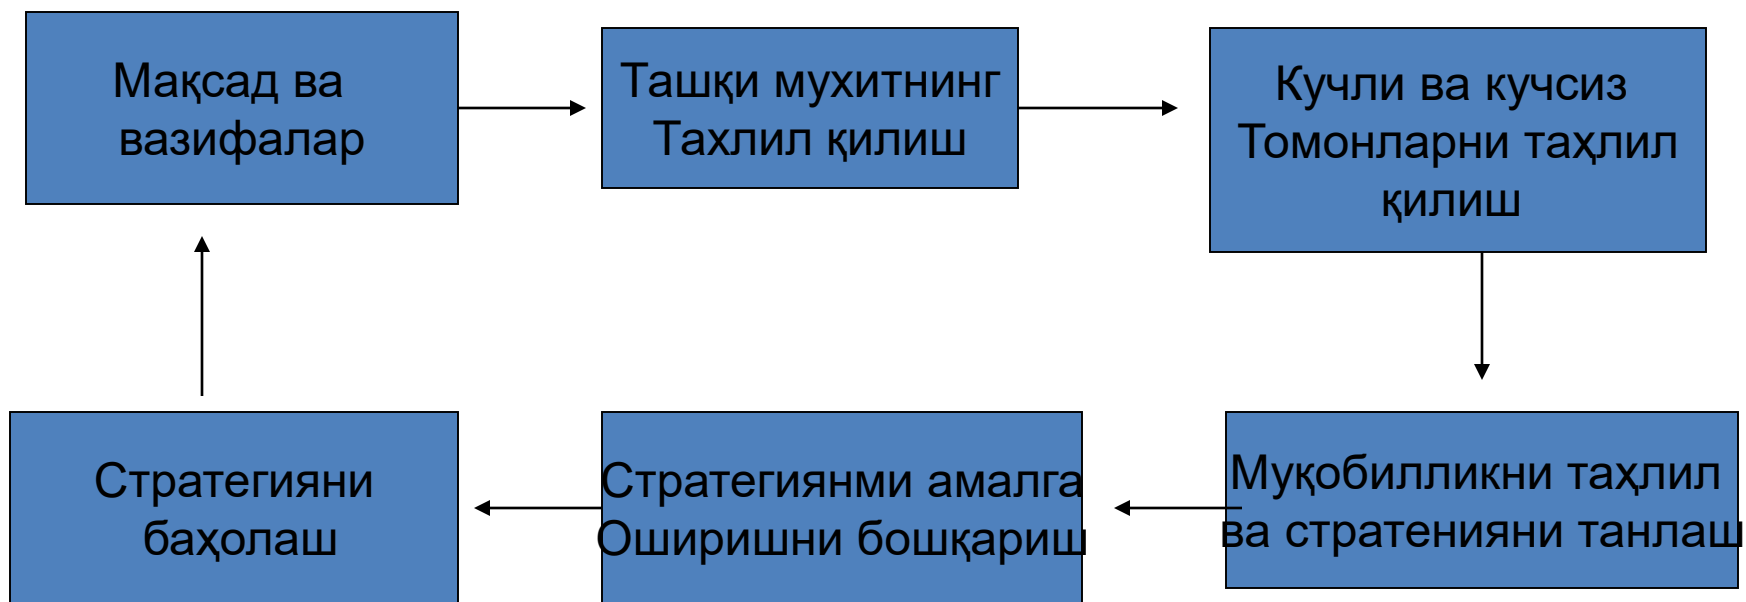 Мақсад ва
вазифалар
Ташқи мухитнинг
Тахлил қилиш
Кучли ва кучсиз
Томонларни таҳлил
қилиш
Стратегияни
баҳолаш
Стратегиянми амалга
Оширишни бошқариш
Муқобилликни таҳлил
ва стратенияни танлаш